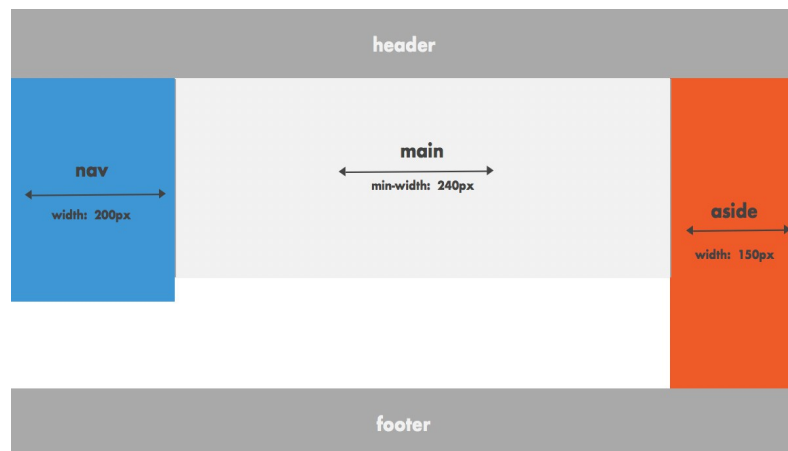 header
nav
width: 200px
main
min-width: 240px
aside
width: 150px
footer